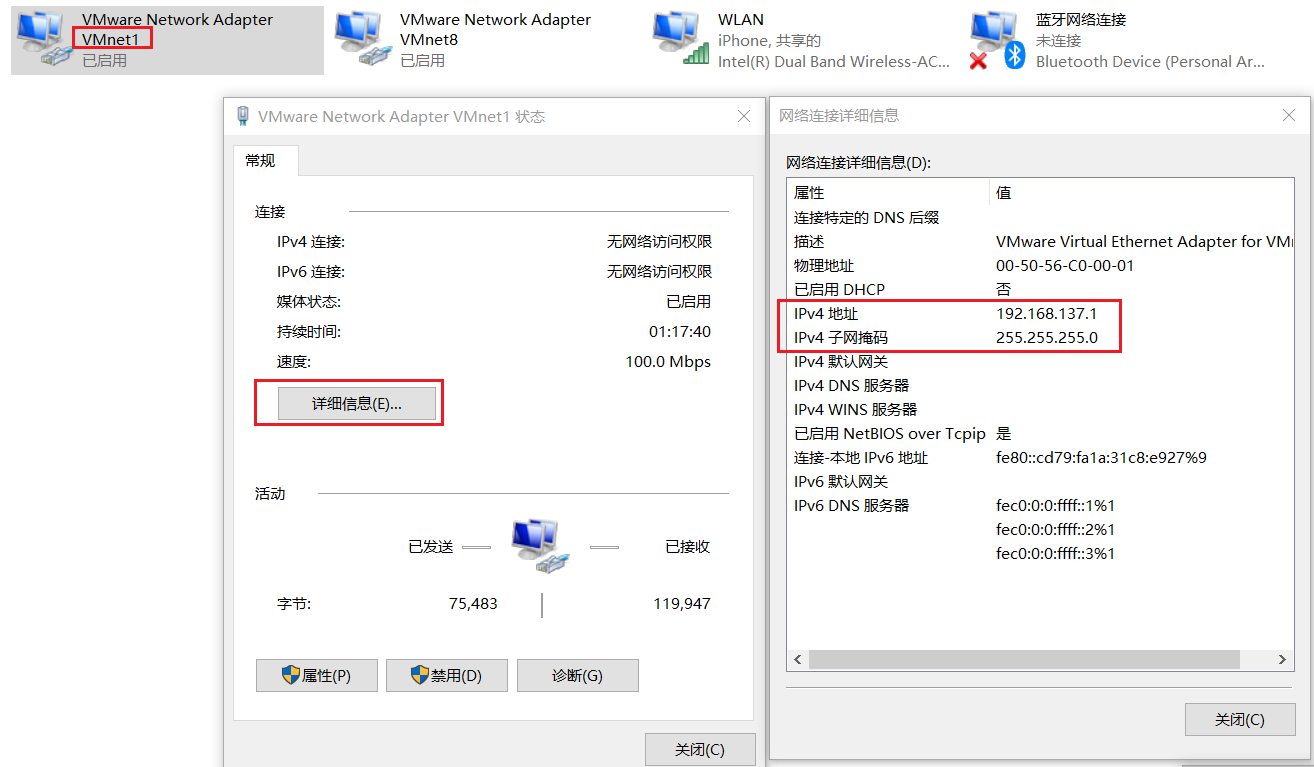 VMware Network Adapter
VMnet1
已启用
VMware Network Adapter
VMnet8
已启用
WLAN
iPhone, 共享的
Intel(R) Dual Band Wireless-AC...
蓝牙网络连接
未连接
Bluetooth Device (Personal Ar...
VMware Network Adapter VMnet1 状态
常规
连接
IPv4 连接: 无网络访问权限
IPv6 连接: 无网络访问权限
媒体状态: 已启用
持续时间: 01:17:40
速度: 100.0 Mbps
详细信息(E)...
活动
已发送 已接收
字节: 75,483 119,947
属性(P) 禁用(D) 诊断(G)
关闭(C)
网络连接详细信息
网络连接详细信息(D):
属性 值
连接特定的 DNS 后缀
描述 VMware Virtual Ethernet Adapter for VM
物理地址 00-50-56-C0-00-01
已启用 DHCP 否
IPv4 地址 192.168.137.1
IPv4 子网掩码 255.255.255.0
IPv4 默认网关
IPv4 DNS 服务器
IPv4 WINS 服务器
已启用 NetBIOS over Tcpip 是
连接-本地 IPv6 地址 fe80::cd79:fa1a:31c8:e927%9
IPv6 默认网关
IPv6 DNS 服务器 fec0:0:0:ffff::1%1
fec0:0:0:ffff::2%1
fec0:0:0:ffff::3%1
关闭(C)